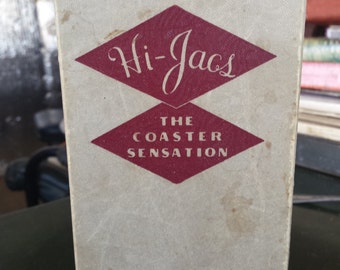 Hi-Jacs
THE
COASTER
SENSATION